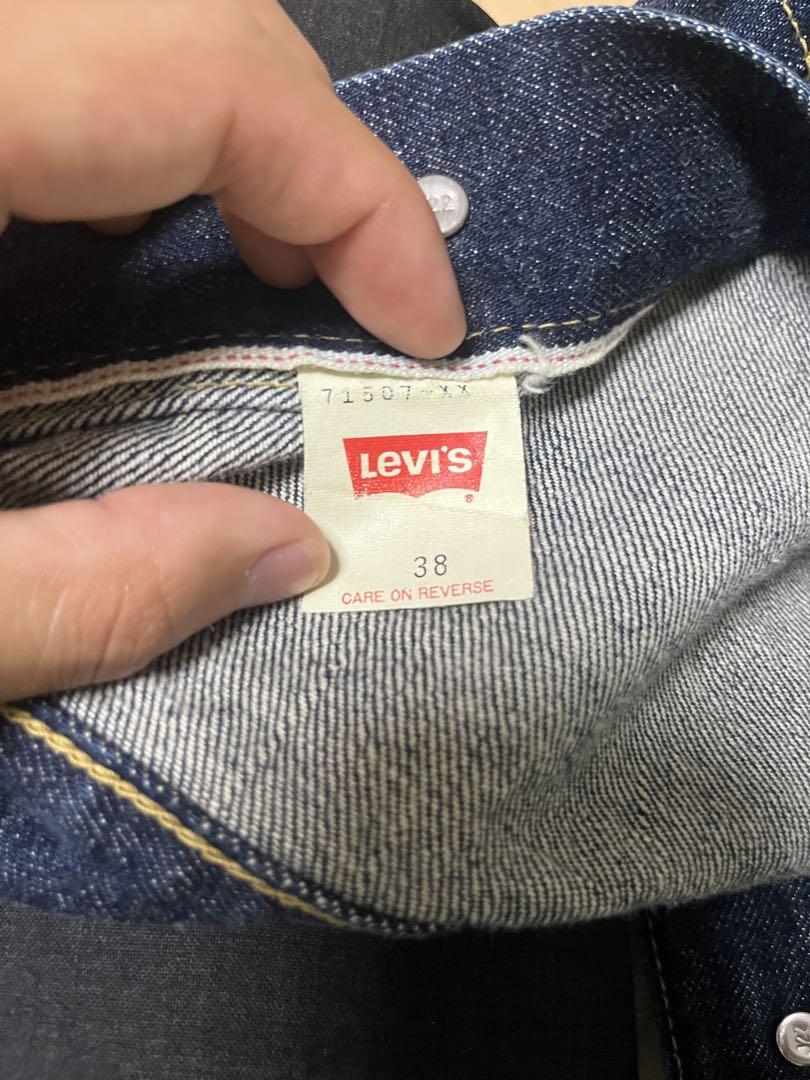 71507-XX
LEVI'S
®
38
CARE ON REVERSE